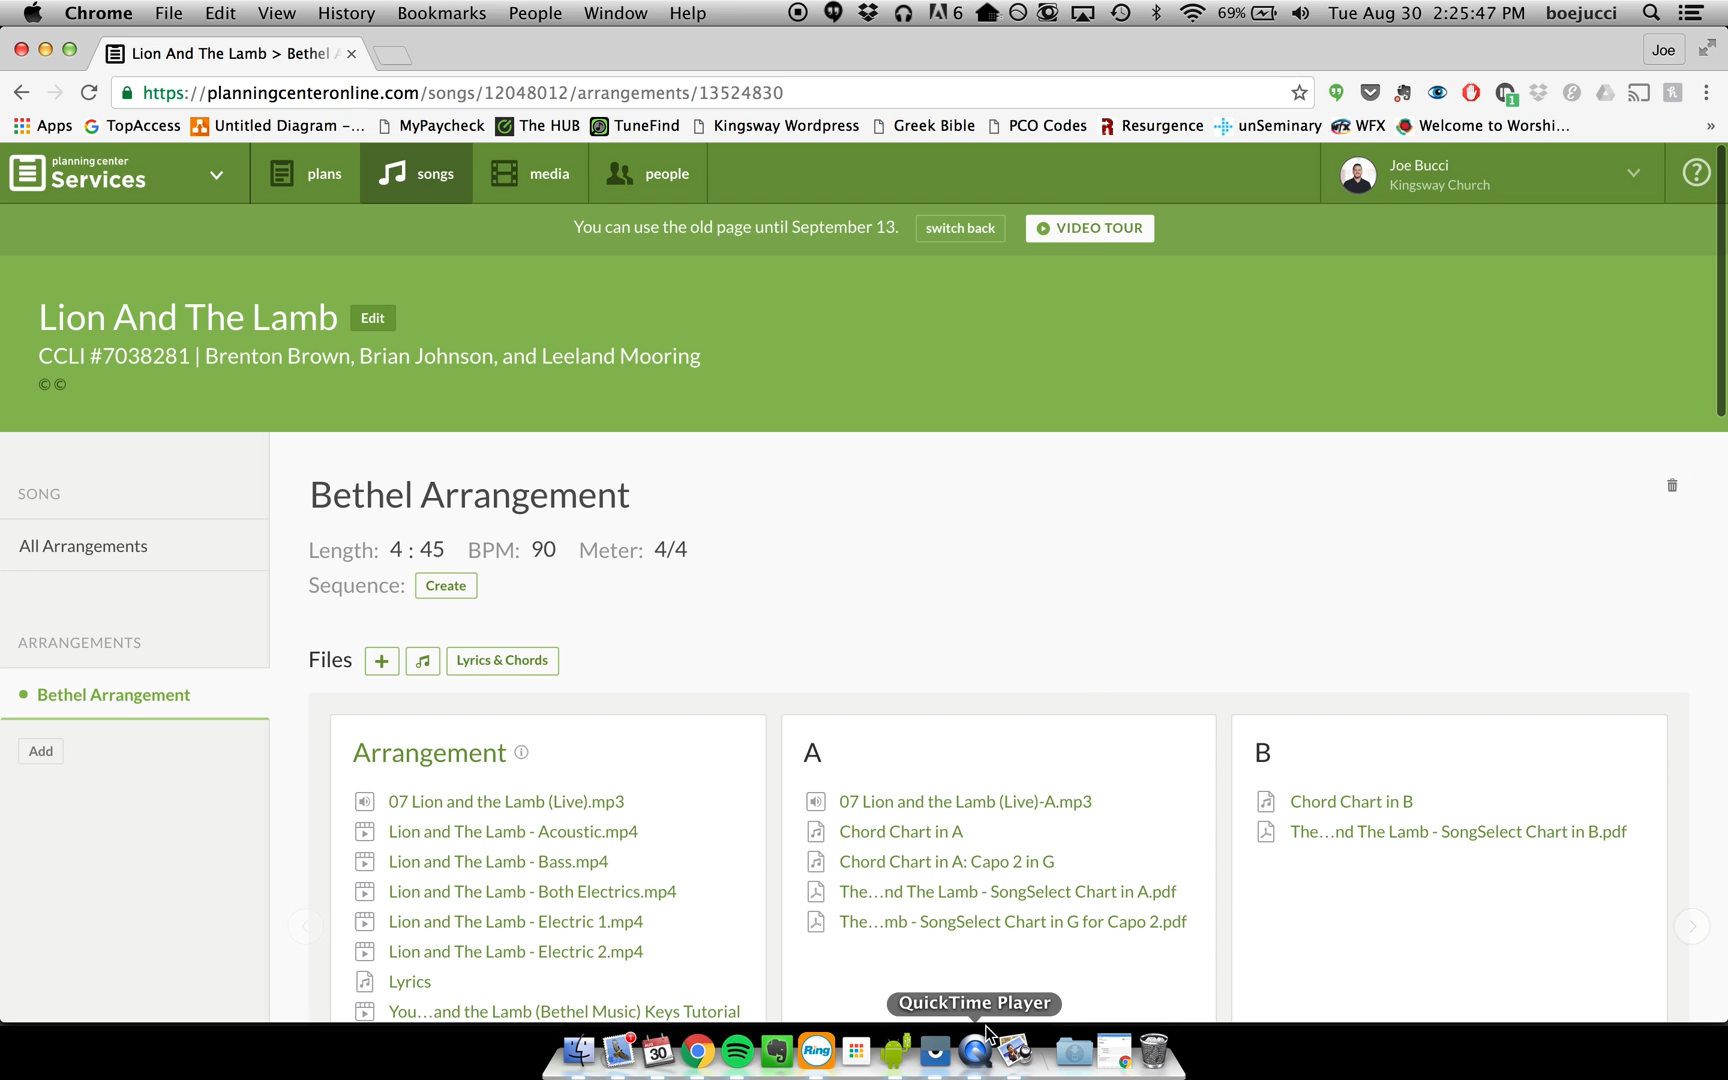 Chrome File Edit View History Bookmarks People Window Help 6 69% Tue Aug 30 2:25:47 PM boejucci
Lion And The Lamb > Bethel A Joe
https://planningcenteronline.com/songs/12048012/arrangements/13524830 1
Apps TopAccess Untitled Diagram -... MyPaycheck The HUB TuneFind Kingsway Wordpress Greek Bible PCO Codes Resurgence unSeminary WFX Welcome to Worshi... »
planning center
Services
plans songs media people
Joe Bucci
Kingsway Church
?
You can use the old page until September 13. switch back VIDEO TOUR
Lion And The Lamb Edit
CCLI #7038281 | Brenton Brown, Brian Johnson, and Leeland Mooring
© ©
SONG
All Arrangements
ARRANGEMENTS
Bethel Arrangement
Add
Bethel Arrangement
Length: 4 : 45 BPM: 90 Meter: 4/4
Sequence: Create
Files + Lyrics & Chords
Arrangement
07 Lion and the Lamb (Live).mp3
Lion and The Lamb - Acoustic.mp4
Lion and The Lamb - Bass.mp4
Lion and The Lamb - Both Electrics.mp4
Lion and The Lamb - Electric 1.mp4
Lion and The Lamb - Electric 2.mp4
Lyrics
You...and the Lamb (Bethel Music) Keys Tutorial
A
07 Lion and the Lamb (Live)-A.mp3
Chord Chart in A
Chord Chart in A: Capo 2 in G
The...nd The Lamb - SongSelect Chart in A.pdf
The...mb - SongSelect Chart in G for Capo 2.pdf
B
Chord Chart in B
The...nd The Lamb - SongSelect Chart in B.pdf
QuickTime Player
30
Ring